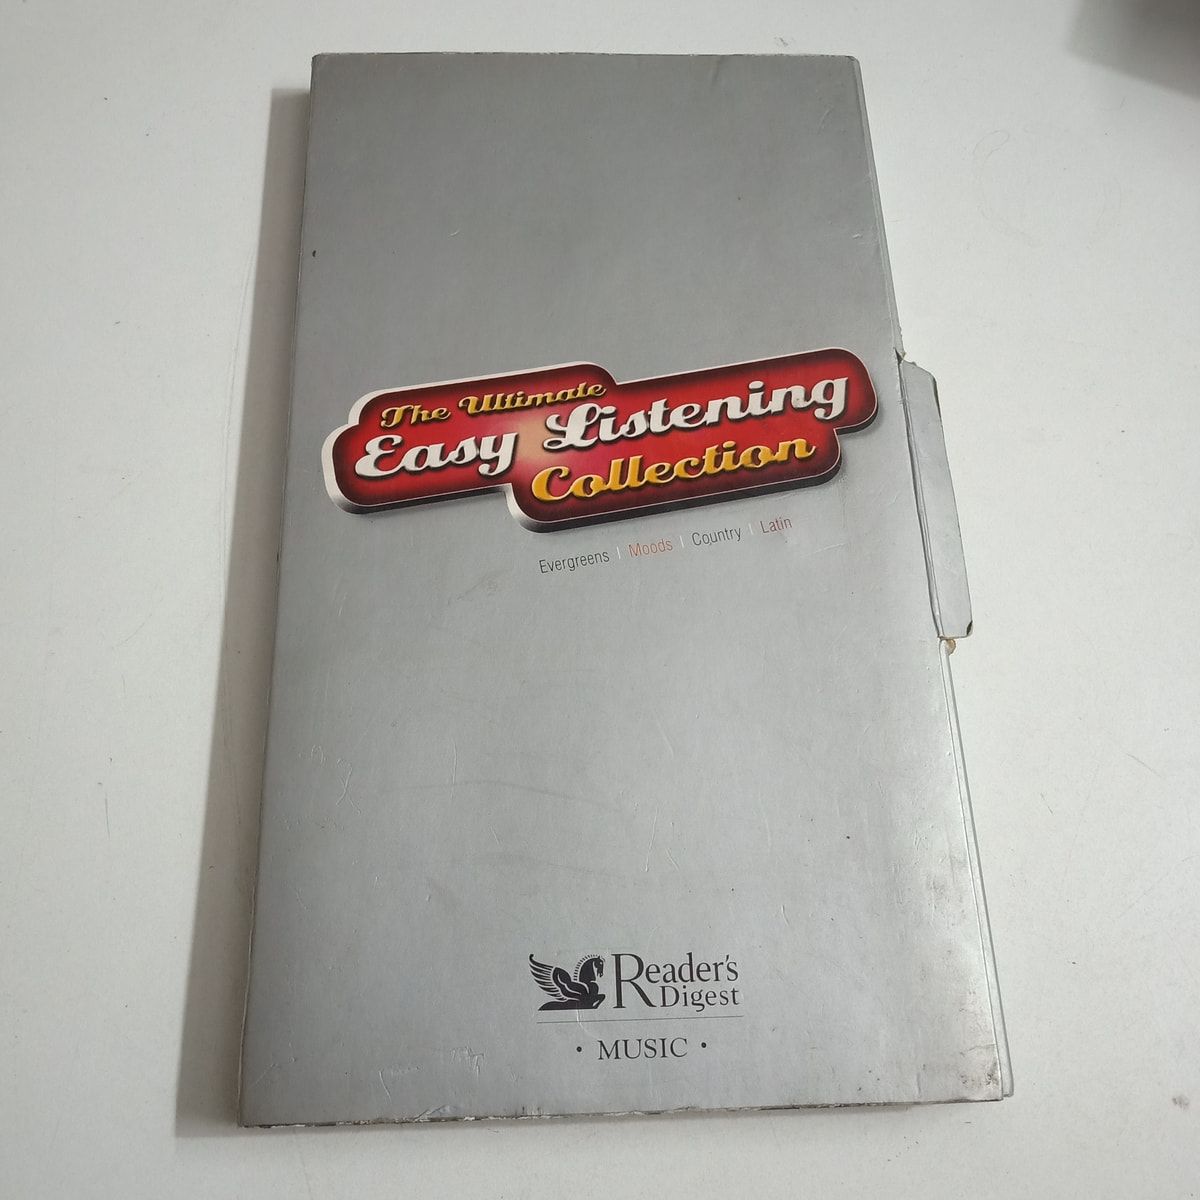 The Ultimate
Easy Listening
Collection
Evergreens | Moods | Country | Latin
Reader's
Digest
• MUSIC •